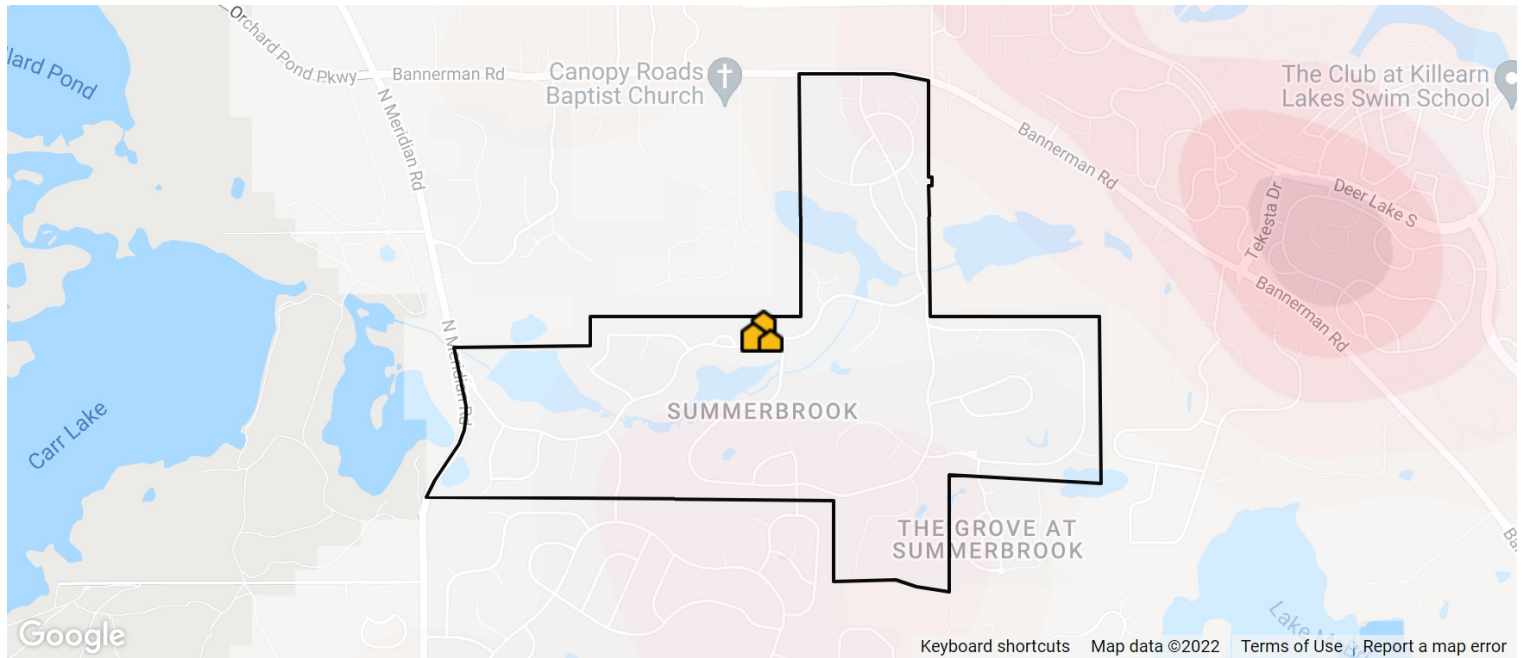 Orchard Pond Pkwy
Bannerman Rd
Canopy Roads
Baptist Church
The Club at Killearn
Lakes Swim School
lard Pond
N Meridian Rd
Bannerman Rd
Deer Lake S
Tekesta Dr
Bannerman Rd
N Meridian Rd
SUMMERBROOK
Carr Lake
THE GROVE AT
SUMMERBROOK
Lake
Google
Keyboard shortcuts
Map data ©2022
Terms of Use
Report a map error